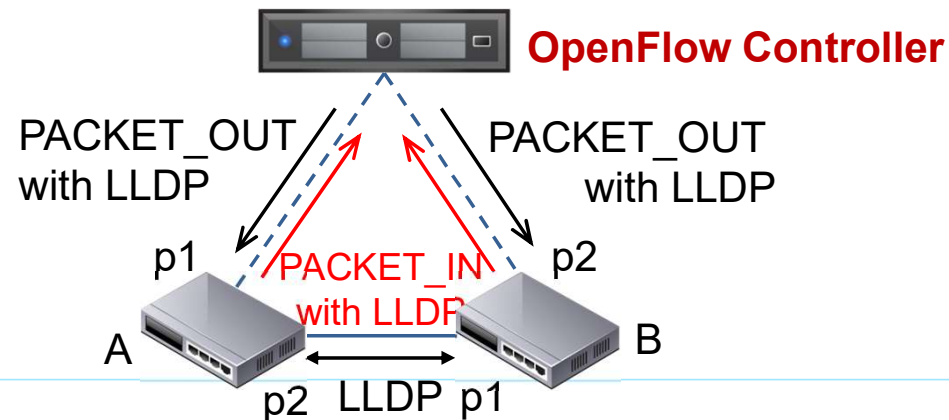 OpenFlow Controller
PACKET_OUT
with LLDP
PACKET_OUT
with LLDP
p1
PACKET_IN
with LLDP
p2
A
B
p2
LLDP
p1